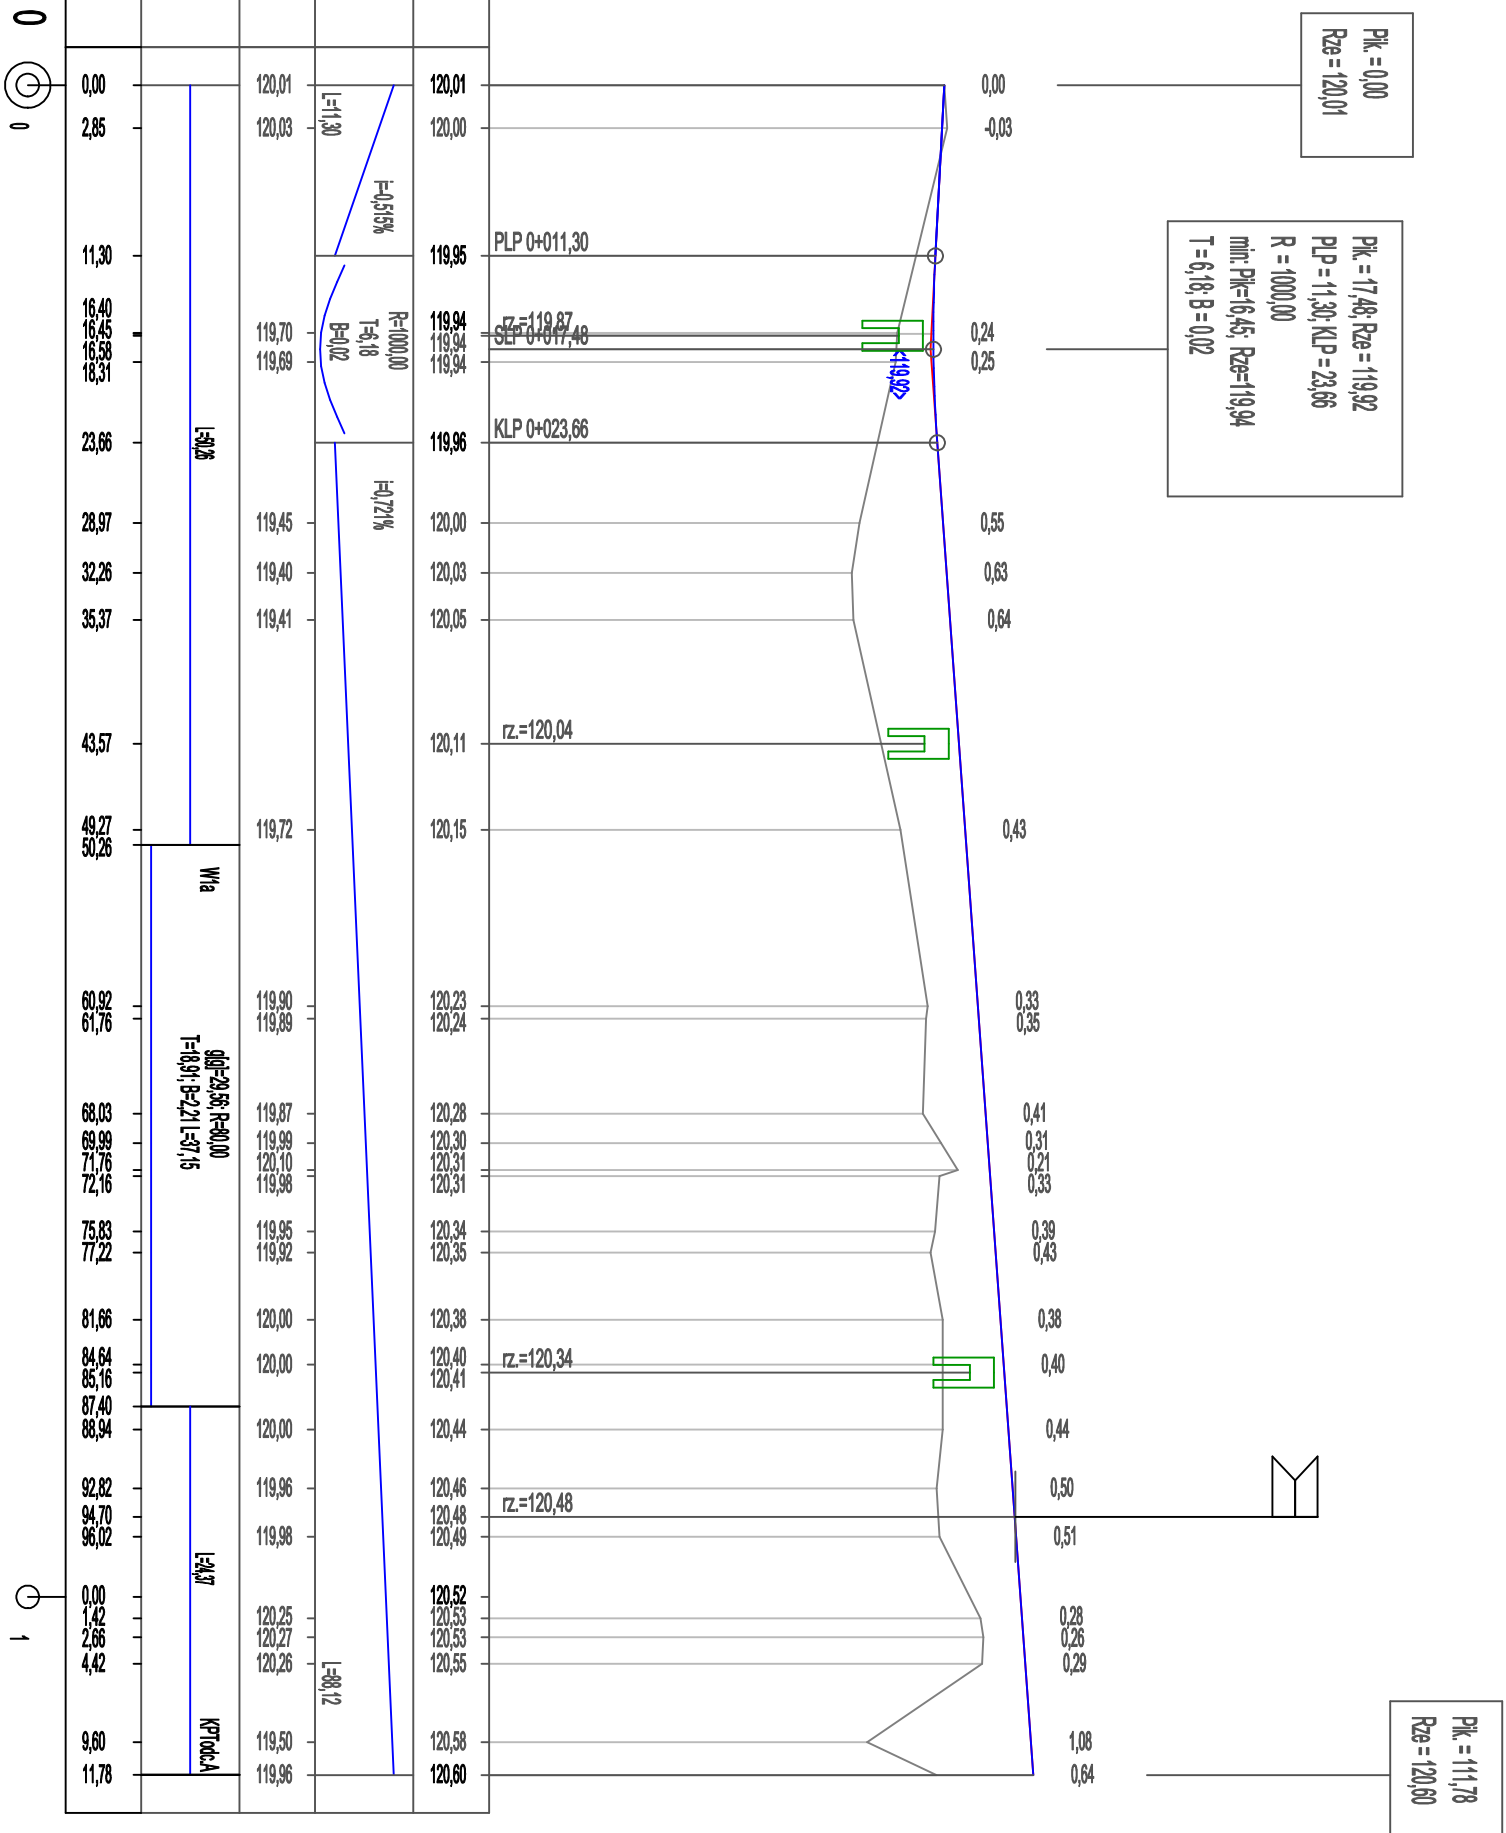 Pik. = 0,00
Rze = 120,01
Pik. = 17,48; Rze = 119,92
PLP = 11,30; KLP = 23,66
R = 1000,00
min: Pik=16,45; Rze=119,94
T = 6,18; B = 0,02
Pik. = 111,78
Rze = 120,60
0
0
1
0,00 120,01 120,01 0,00
2,85 120,03 120,00 -0,03
11,30 119,95
16,40 119,94
16,45 119,70 119,94 0,24
16,58
18,31 119,69 119,94 0,25
23,66 119,96
28,97 119,45 120,00 0,55
32,26 119,40 120,03 0,63
35,37 119,41 120,05 0,64
43,57 120,11
49,27 119,72 120,15 0,43
50,26
60,92 119,90 120,23 0,33
61,76 119,89 120,24 0,35
68,03 119,87 120,28 0,41
69,99 119,99 120,30 0,31
71,76 120,10 120,31 0,21
72,16 119,98 120,31 0,33
75,83 119,95 120,34 0,39
77,22 119,92 120,35 0,43
81,66 120,00 120,38 0,38
84,64 120,00 120,40 0,40
85,16 120,41
87,40
88,94 120,00 120,44 0,44
92,82 119,96 120,46 0,50
94,70 120,48
96,02 119,98 120,49 0,51
0,00 120,52
1,42 120,25 120,53 0,28
2,66 120,27 120,53 0,26
4,42 120,26 120,55 0,29
9,60 119,50 120,58 1,08
11,78 119,96 120,60 0,64
L=11,30
i=-0,515%
R=1000,00
T=6,18
B=0,02
i=0,721%
L=88,12
L=50,26
W1a
g[g]=29,56; R=80,00
T=18,91; B=2,21 L=37,15
L=24,37
KPTodc.A
PLP 0+011,30
rz.=119,87
SLP 0+017,48
<119,92>
KLP 0+023,66
rz.=120,04
rz.=120,34
rz.=120,48